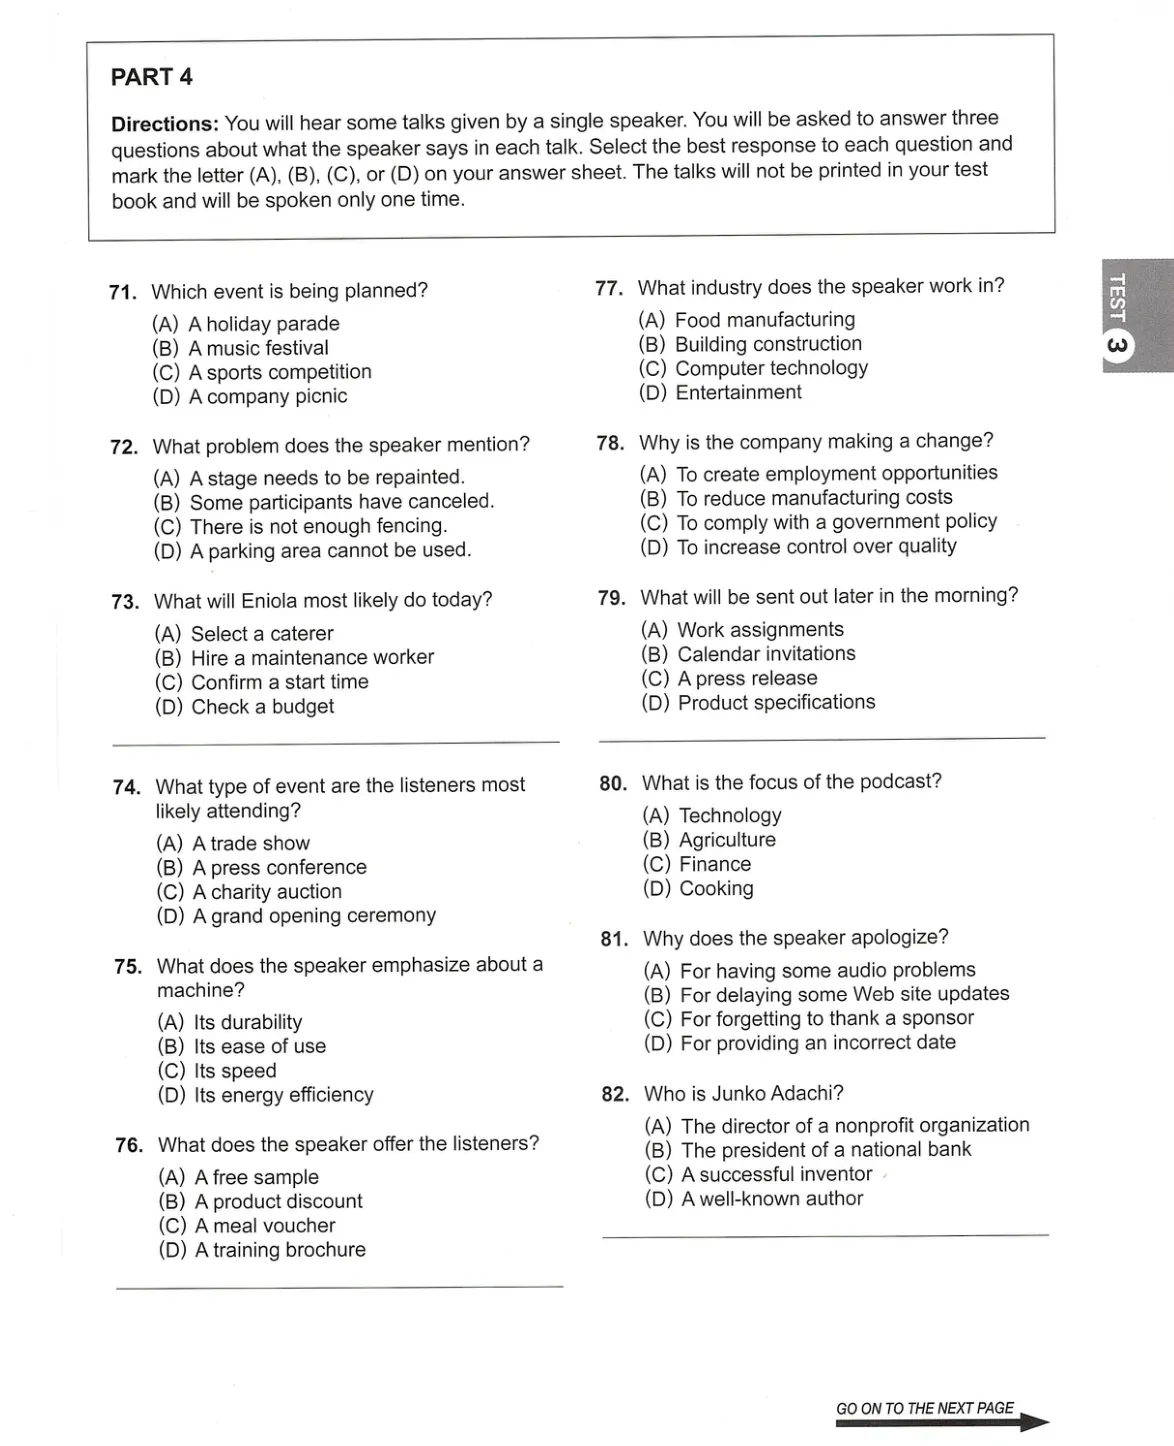 PART 4
Directions: You will hear some talks given by a single speaker. You will be asked to answer three
questions about what the speaker says in each talk. Select the best response to each question and
mark the letter (A), (B), (C), or (D) on your answer sheet. The talks will not be printed in your test
book and will be spoken only one time.
71. Which event is being planned?
(A) A holiday parade
(B) A music festival
(C) A sports competition
(D) A company picnic
72. What problem does the speaker mention?
(A) A stage needs to be repainted.
(B) Some participants have canceled.
(C) There is not enough fencing.
(D) A parking area cannot be used.
73. What will Eniola most likely do today?
(A) Select a caterer
(B) Hire a maintenance worker
(C) Confirm a start time
(D) Check a budget
74. What type of event are the listeners most
likely attending?
(A) A trade show
(B) A press conference
(C) A charity auction
(D) A grand opening ceremony
75. What does the speaker emphasize about a
machine?
(A) Its durability
(B) Its ease of use
(C) Its speed
(D) Its energy efficiency
76. What does the speaker offer the listeners?
(A) A free sample
(B) A product discount
(C) A meal voucher
(D) A training brochure
77. What industry does the speaker work in?
(A) Food manufacturing
(B) Building construction
(C) Computer technology
(D) Entertainment
78. Why is the company making a change?
(A) To create employment opportunities
(B) To reduce manufacturing costs
(C) To comply with a government policy
(D) To increase control over quality
79. What will be sent out later in the morning?
(A) Work assignments
(B) Calendar invitations
(C) A press release
(D) Product specifications
80. What is the focus of the podcast?
(A) Technology
(B) Agriculture
(C) Finance
(D) Cooking
81. Why does the speaker apologize?
(A) For having some audio problems
(B) For delaying some Web site updates
(C) For forgetting to thank a sponsor
(D) For providing an incorrect date
82. Who is Junko Adachi?
(A) The director of a nonprofit organization
(B) The president of a national bank
(C) A successful inventor
(D) A well-known author
TEST 3
GO ON TO THE NEXT PAGE